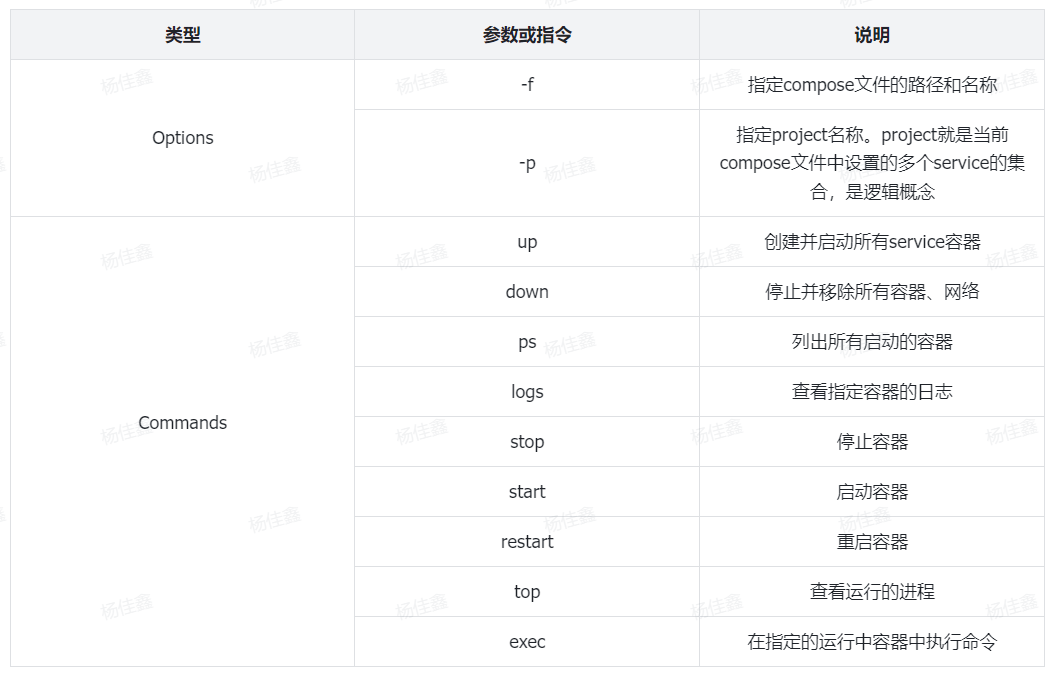 类型 参数或指令 说明
Options
-f 指定compose文件的路径和名称
-p 指定project名称。project就是当前
compose文件中设置的多个service的集
合，是逻辑概念
Commands
up 创建并启动所有service容器
down 停止并移除所有容器、网络
ps 列出所有启动的容器
logs 查看指定容器的日志
stop 停止容器
start 启动容器
restart 重启容器
top 查看运行的进程
exec 在指定的运行中容器中执行命令
杨佳鑫